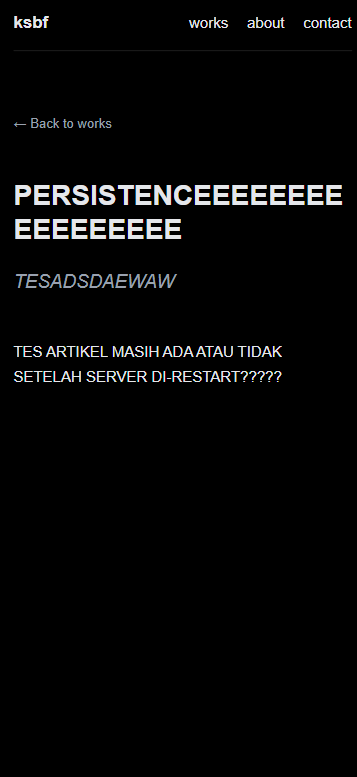 ksbf works about contact
← Back to works
PERSISTENCEEEEEEEE
EEEEEEEEE
TESADSDAEWAW
TES ARTIKEL MASIH ADA ATAU TIDAK
SETELAH SERVER DI-RESTART?????